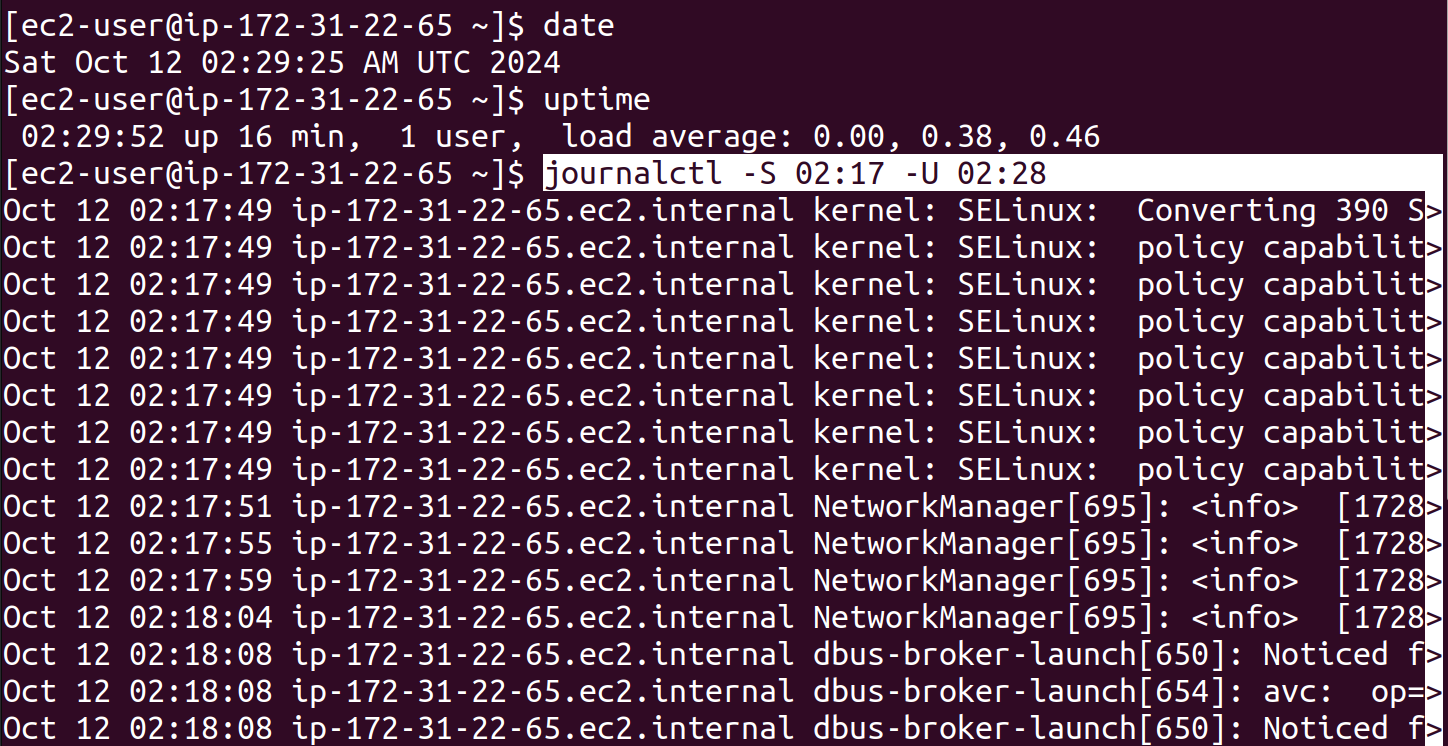 [ec2-user@ip-172-31-22-65 ~]$ date
Sat Oct 12 02:29:25 AM UTC 2024
[ec2-user@ip-172-31-22-65 ~]$ uptime
 02:29:52 up 16 min,  1 user,  load average: 0.00, 0.38, 0.46
[ec2-user@ip-172-31-22-65 ~]$ journalctl -S 02:17 -U 02:28
Oct 12 02:17:49 ip-172-31-22-65.ec2.internal kernel: SELinux:  Converting 390 S>
Oct 12 02:17:49 ip-172-31-22-65.ec2.internal kernel: SELinux:  policy capabilit>
Oct 12 02:17:49 ip-172-31-22-65.ec2.internal kernel: SELinux:  policy capabilit>
Oct 12 02:17:49 ip-172-31-22-65.ec2.internal kernel: SELinux:  policy capabilit>
Oct 12 02:17:49 ip-172-31-22-65.ec2.internal kernel: SELinux:  policy capabilit>
Oct 12 02:17:49 ip-172-31-22-65.ec2.internal kernel: SELinux:  policy capabilit>
Oct 12 02:17:49 ip-172-31-22-65.ec2.internal kernel: SELinux:  policy capabilit>
Oct 12 02:17:49 ip-172-31-22-65.ec2.internal kernel: SELinux:  policy capabilit>
Oct 12 02:17:51 ip-172-31-22-65.ec2.internal NetworkManager[695]: <info>  [1728>
Oct 12 02:17:55 ip-172-31-22-65.ec2.internal NetworkManager[695]: <info>  [1728>
Oct 12 02:17:59 ip-172-31-22-65.ec2.internal NetworkManager[695]: <info>  [1728>
Oct 12 02:18:04 ip-172-31-22-65.ec2.internal NetworkManager[695]: <info>  [1728>
Oct 12 02:18:08 ip-172-31-22-65.ec2.internal dbus-broker-launch[650]: Noticed f>
Oct 12 02:18:08 ip-172-31-22-65.ec2.internal dbus-broker-launch[654]: avc:  op=>
Oct 12 02:18:08 ip-172-31-22-65.ec2.internal dbus-broker-launch[650]: Noticed f>